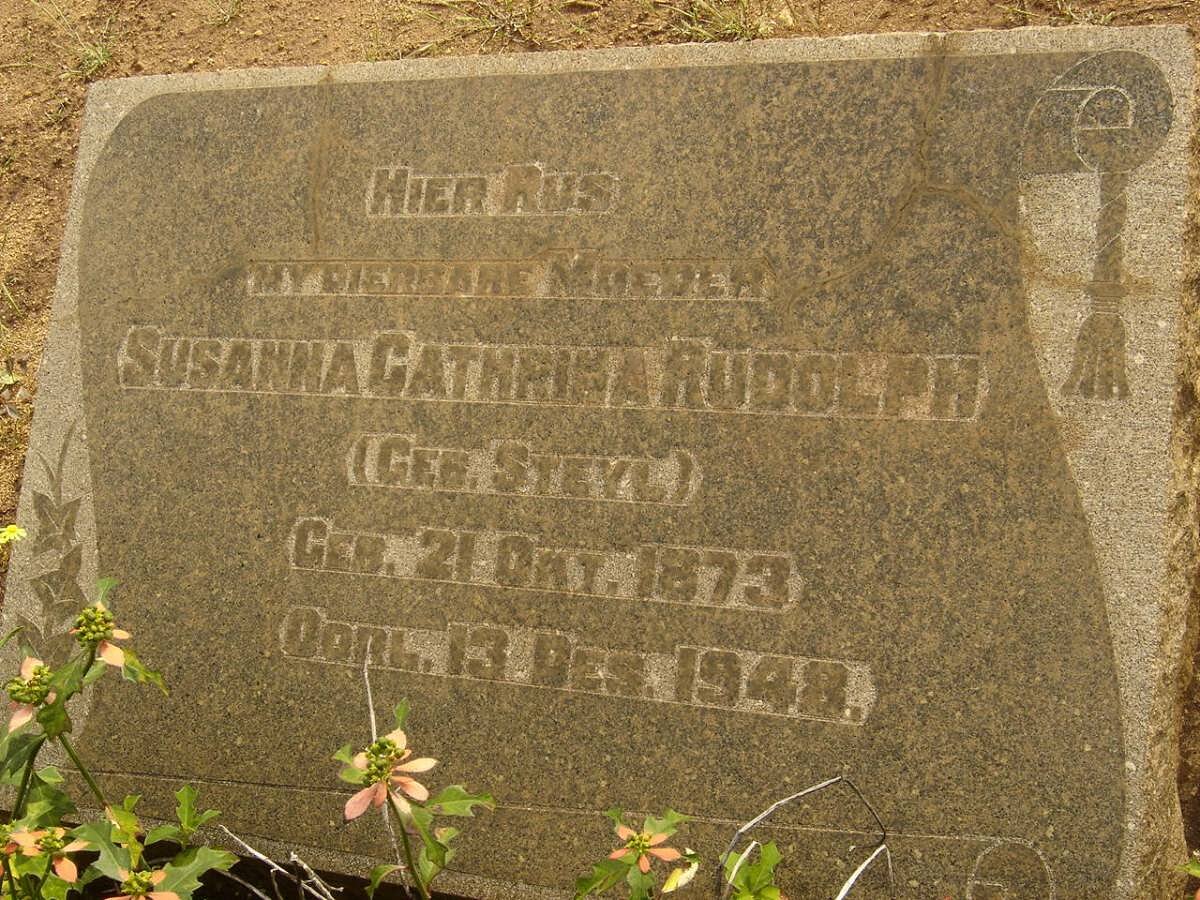 Hier Rus
my dierbare Moeder
Susanna Cathrina Rudolph
(Geb. Steyl)
Geb. 21 Okt. 1873
Oorl. 13 Des. 1948.